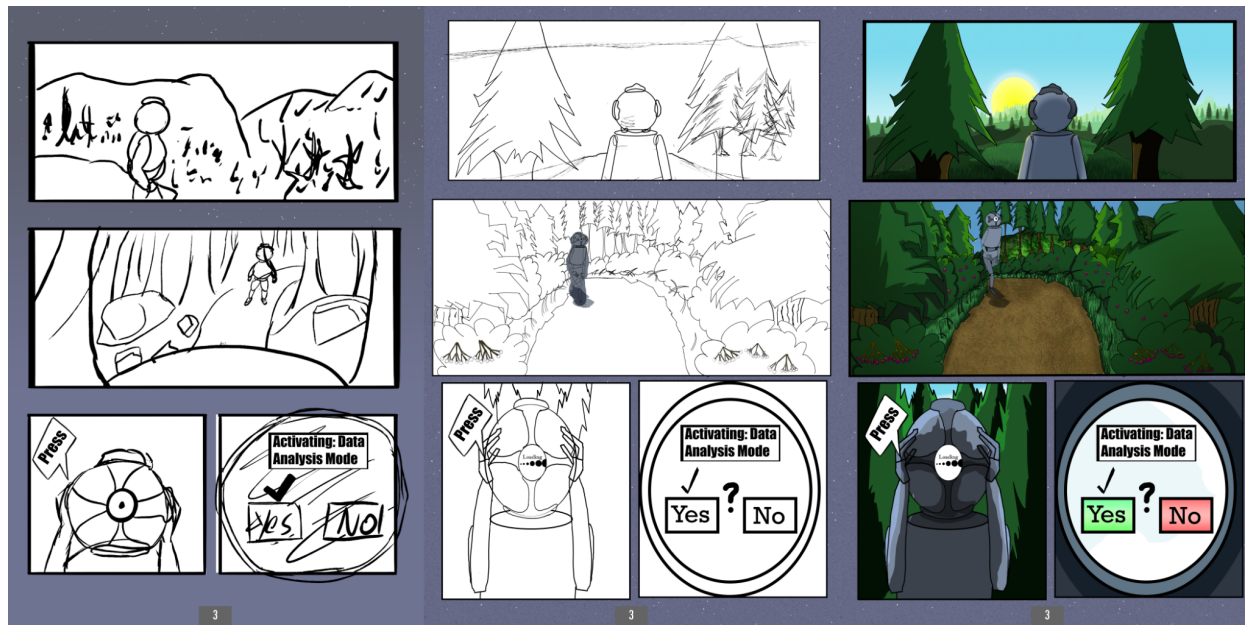 Press
Activating: Data
Analysis Mode
Yes
No!
3
Press
Loading
Activating: Data
Analysis Mode
?
Yes
No
3
Press
Loading
Activating: Data
Analysis Mode
?
Yes
No
3